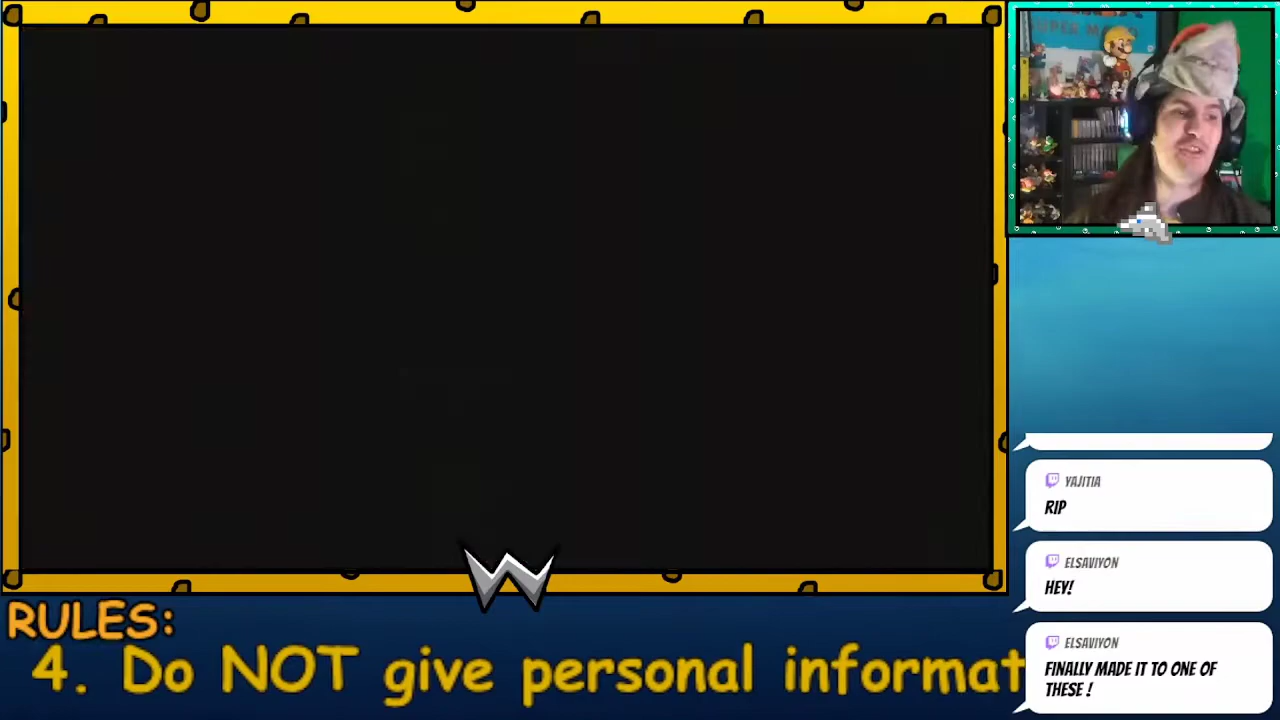 SUPER M
YAJITIA
RIP
ELSAVIYON
HEY!
ELSAVIYON
FINALLY MADE IT TO ONE OF
THESE !
W
RULES:
4. Do NOT give personal informat